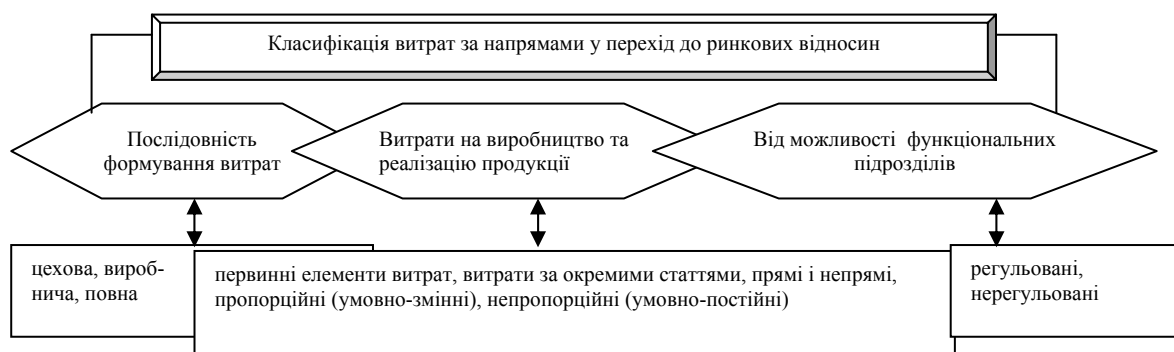 Класифікація витрат за напрямами у перехід до ринкових відносин
Послідовність
формування витрат
Витрати на виробництво та
реалізацію продукції
Від можливості функціональних
підрозділів
цехова, вироб-
нича, повна
первинні елементи витрат, витрати за окремими статтями, прямі і непрямі,
пропорційні (умовно-змінні), непропорційні (умовно-постійні)
регульовані,
нерегульовані